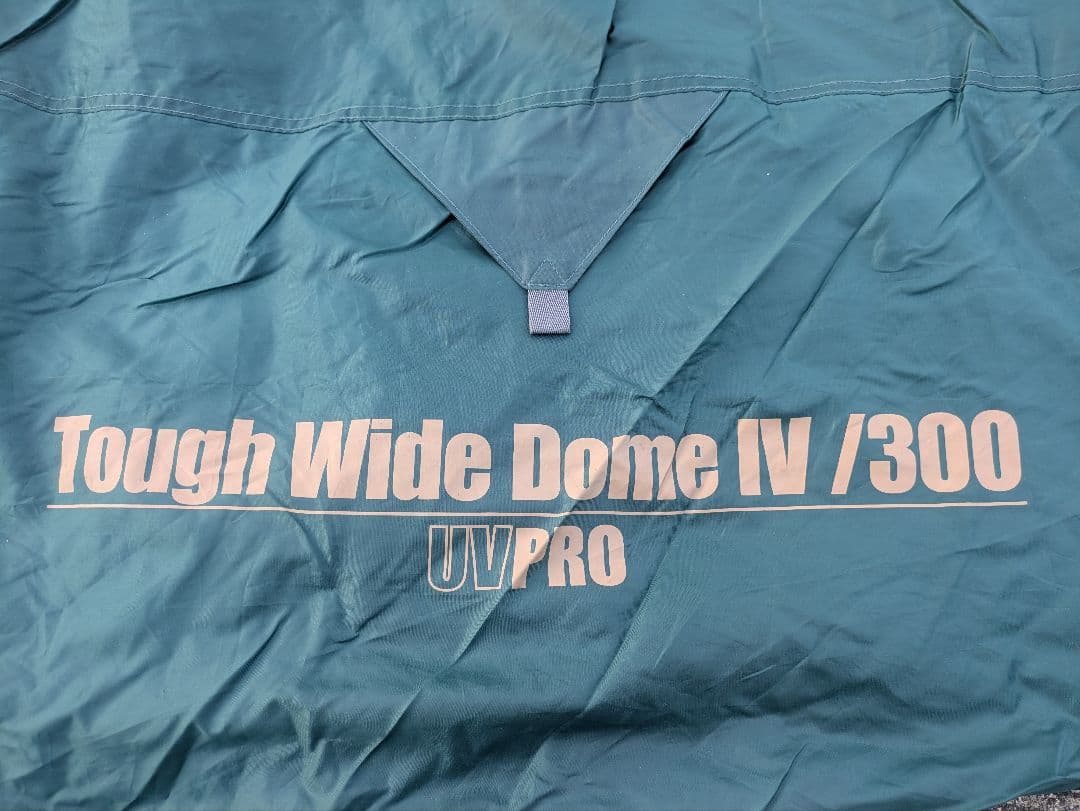 Tough Wide Dome IV /300
UVPRO